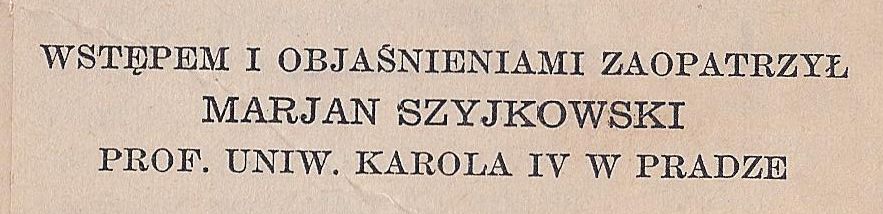 WSTĘPEM I OBJAŚNIENIAMI ZAOPATRZYŁ
MARJAN SZYJKOWSKI
PROF. UNIW. KAROLA IV W PRADZE